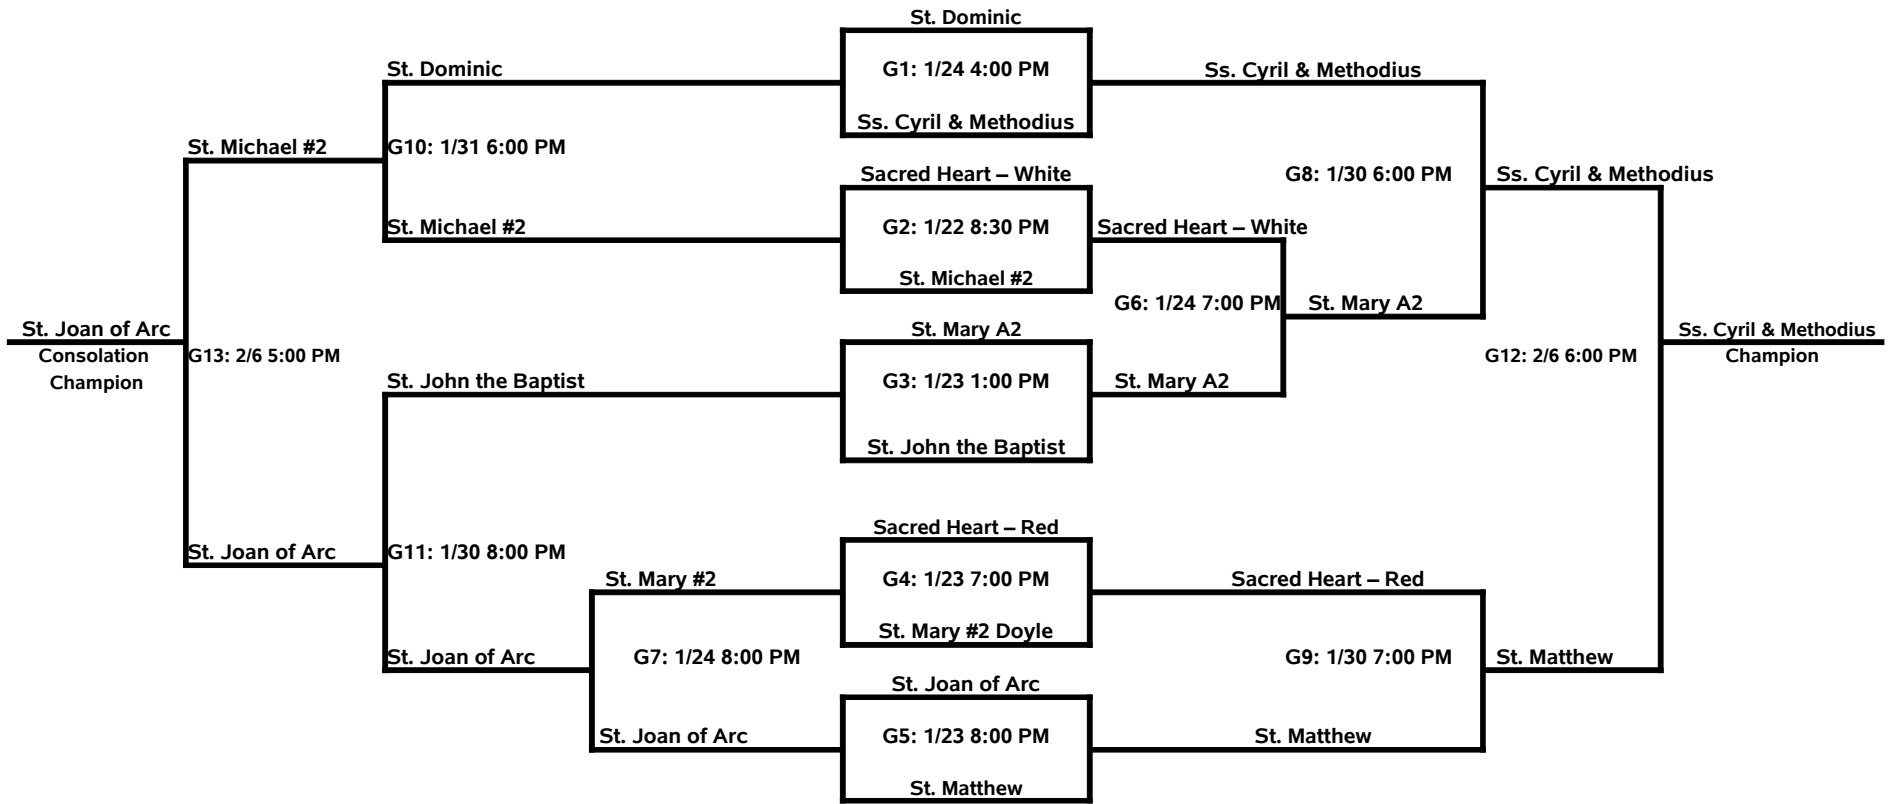 St. Dominic
St. Dominic
G1: 1/24 4:00 PM
Ss. Cyril & Methodius
Ss. Cyril & Methodius
St. Michael #2
G10: 1/31 6:00 PM
Sacred Heart – White
G8: 1/30 6:00 PM
Ss. Cyril & Methodius
St. Michael #2
G2: 1/22 8:30 PM
Sacred Heart – White
St. Michael #2
G6: 1/24 7:00 PM
St. Mary A2
St. Joan of Arc
St. Mary A2
Ss. Cyril & Methodius
Consolation
Champion
G13: 2/6 5:00 PM
G12: 2/6 6:00 PM
Champion
St. John the Baptist
G3: 1/23 1:00 PM
St. Mary A2
St. John the Baptist
Sacred Heart – Red
St. Joan of Arc
G11: 1/30 8:00 PM
St. Mary #2
G4: 1/23 7:00 PM
Sacred Heart – Red
St. Mary #2 Doyle
St. Joan of Arc
G7: 1/24 8:00 PM
G9: 1/30 7:00 PM
St. Matthew
St. Joan of Arc
St. Joan of Arc
G5: 1/23 8:00 PM
St. Matthew
St. Matthew